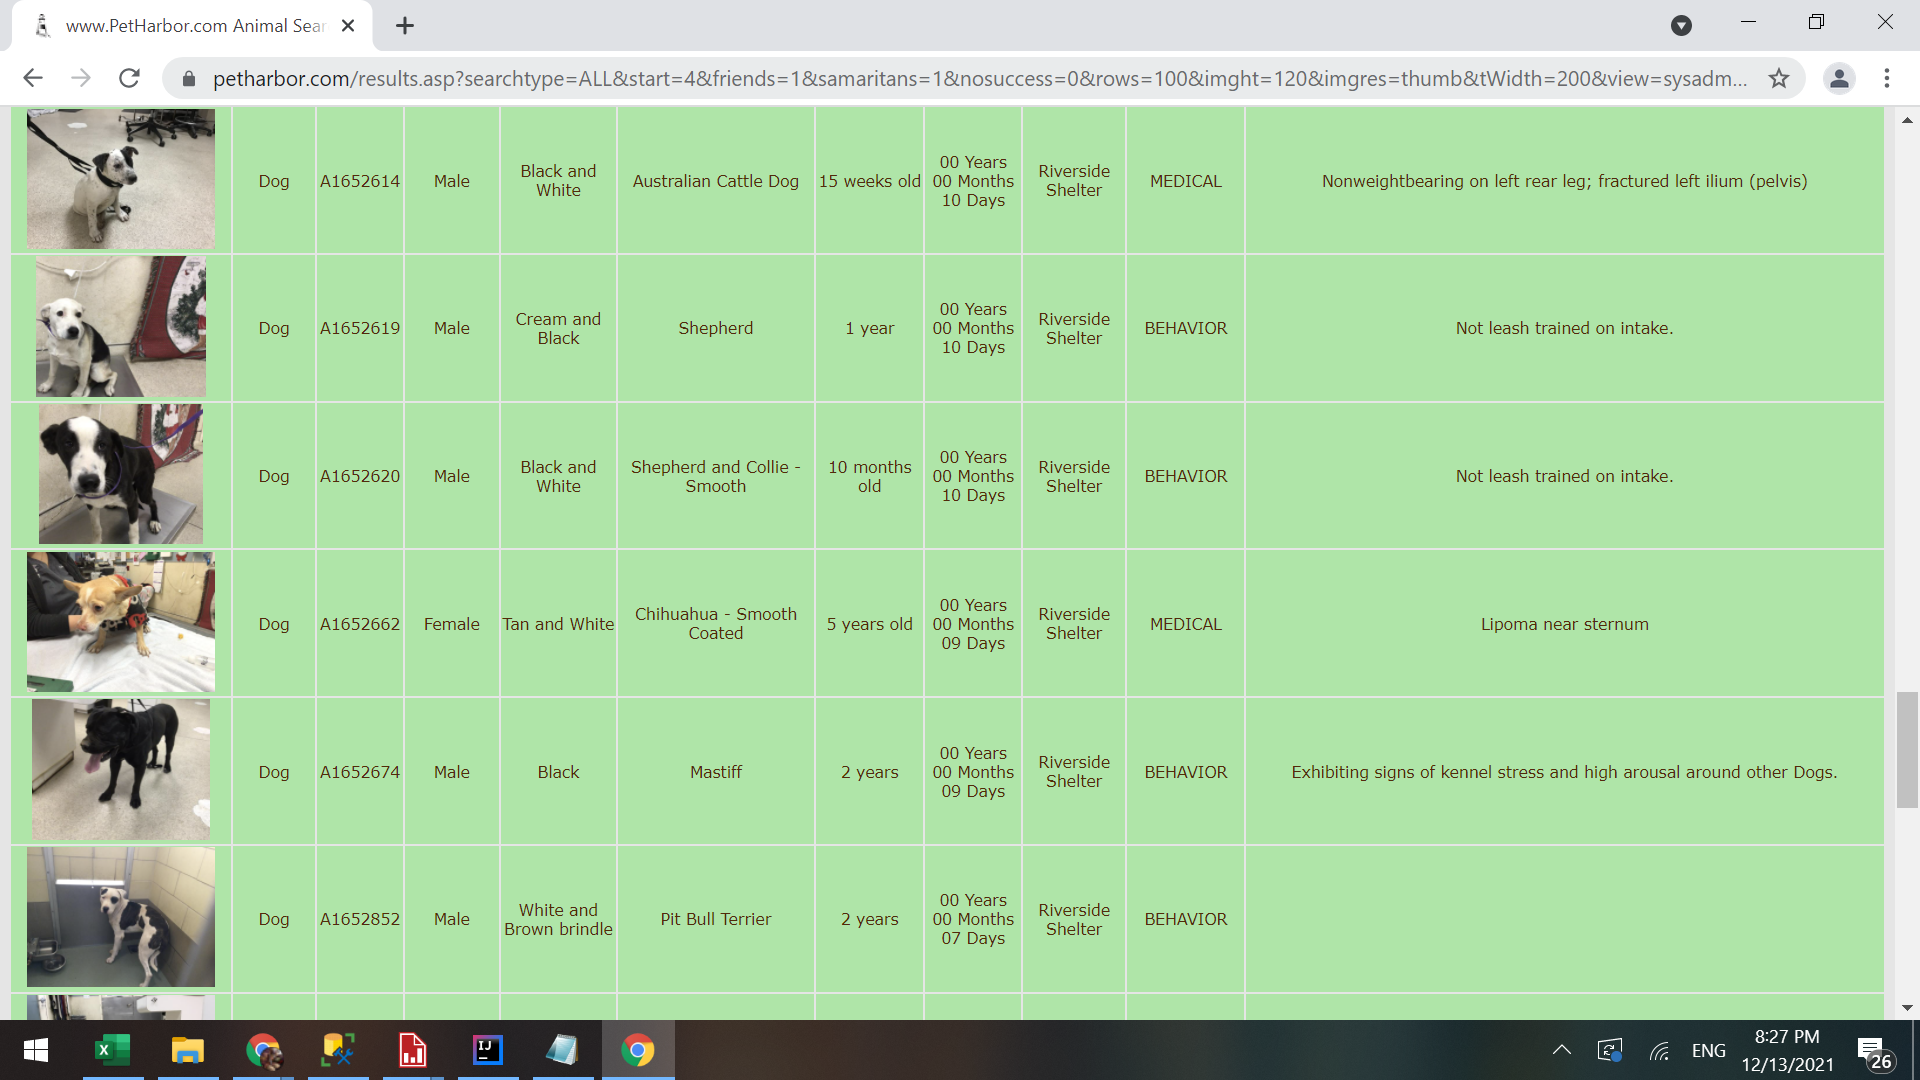 www.PetHarbor.com Animal Sear
petharbor.com/results.asp?searchtype=ALL&start=4&friends=1&samaritans=1&nosuccess=0&rows=100&imght=120&imgres=thumb&tWidth=200&view=sysadm...
Dog A1652614 Male Black and White Australian Cattle Dog 15 weeks old 00 Years 00 Months 10 Days Riverside Shelter MEDICAL Nonweightbearing on left rear leg; fractured left ilium (pelvis)
Dog A1652619 Male Cream and Black Shepherd 1 year 00 Years 00 Months 10 Days Riverside Shelter BEHAVIOR Not leash trained on intake.
Dog A1652620 Male Black and White Shepherd and Collie - Smooth 10 months old 00 Years 00 Months 10 Days Riverside Shelter BEHAVIOR Not leash trained on intake.
Dog A1652662 Female Tan and White Chihuahua - Smooth Coated 5 years old 00 Years 00 Months 09 Days Riverside Shelter MEDICAL Lipoma near sternum
Dog A1652674 Male Black Mastiff 2 years 00 Years 00 Months 09 Days Riverside Shelter BEHAVIOR Exhibiting signs of kennel stress and high arousal around other Dogs.
Dog A1652852 Male White and Brown brindle Pit Bull Terrier 2 years 00 Years 00 Months 07 Days Riverside Shelter BEHAVIOR
X IJ ENG 8:27 PM
12/13/2021 26